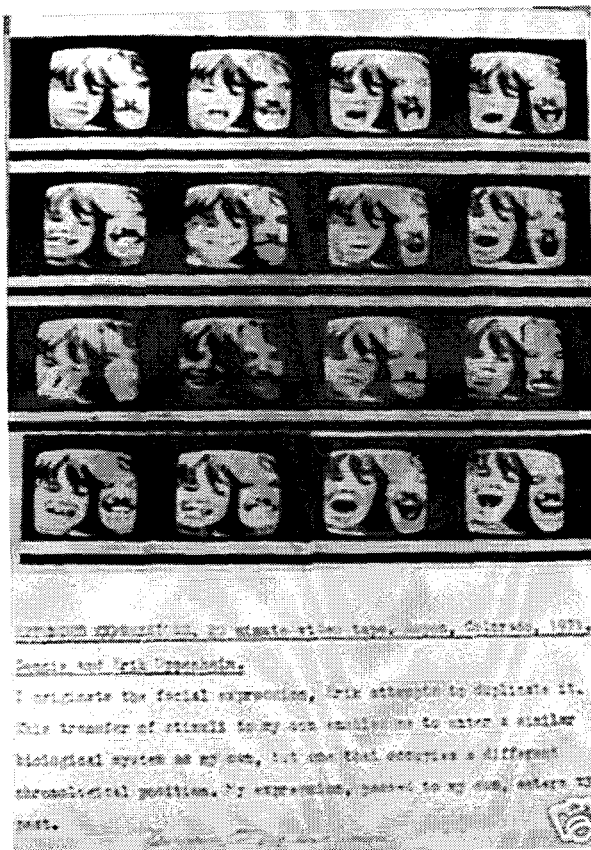 minute video tape, Aspen, Colorado, 1971.
Dennis and Erik Oppenheim.
I originate the facial expression, Erik attempts to duplicate it.
This transfer of stimuli to my son enables me to enter a similar
biological system as my own, but one that occupies a different
chronological position. My expression, passed to my son, enters
past.